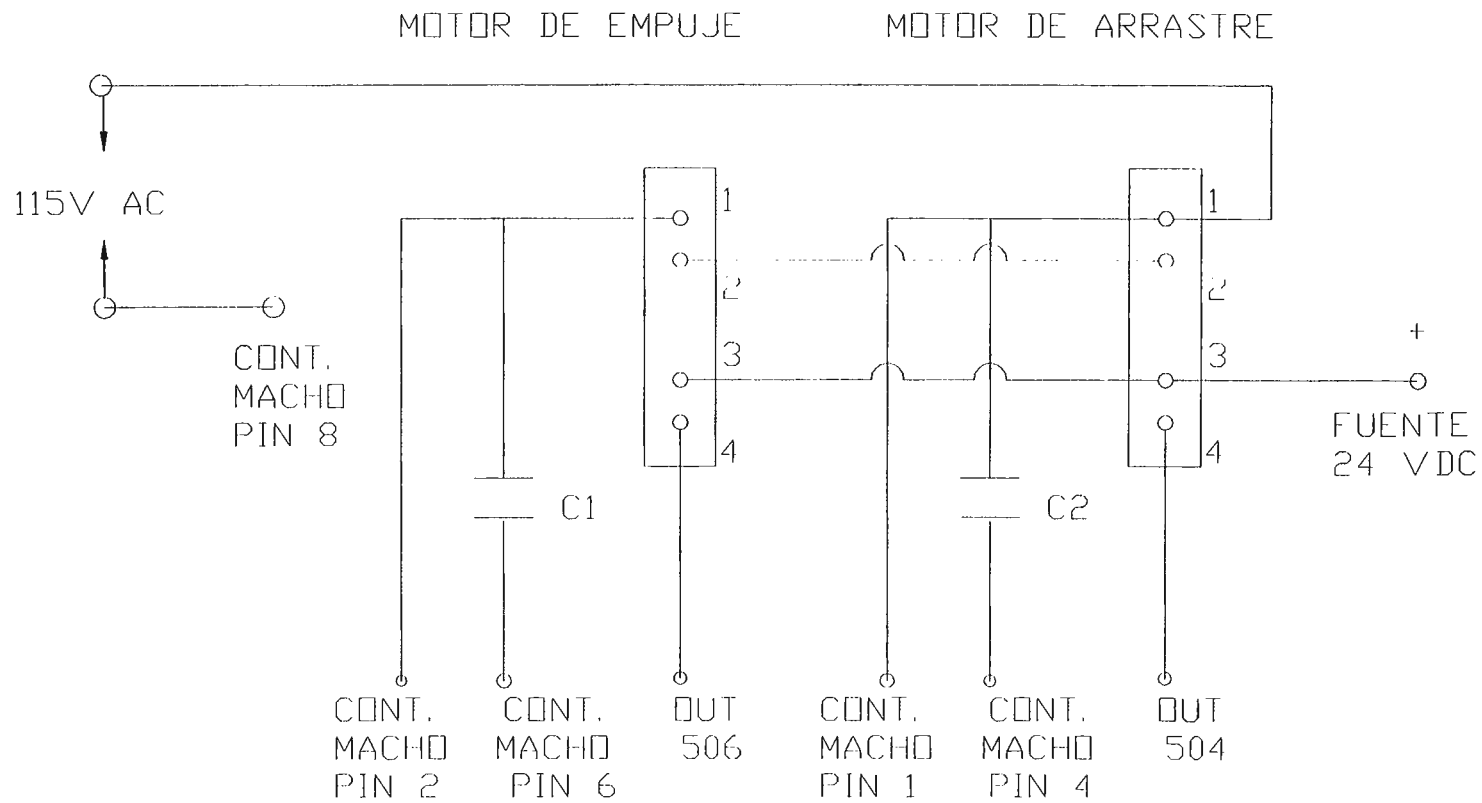 MOTOR DE EMPUJE
MOTOR DE ARRASTRE
115V AC
CONT.
MACHO
PIN 8
1
2
3
4
C1
1
2
3
4
C2
+
FUENTE
24 VDC
CONT.
MACHO
PIN 2
CONT.
MACHO
PIN 6
OUT
506
CONT.
MACHO
PIN 1
CONT.
MACHO
PIN 4
OUT
504